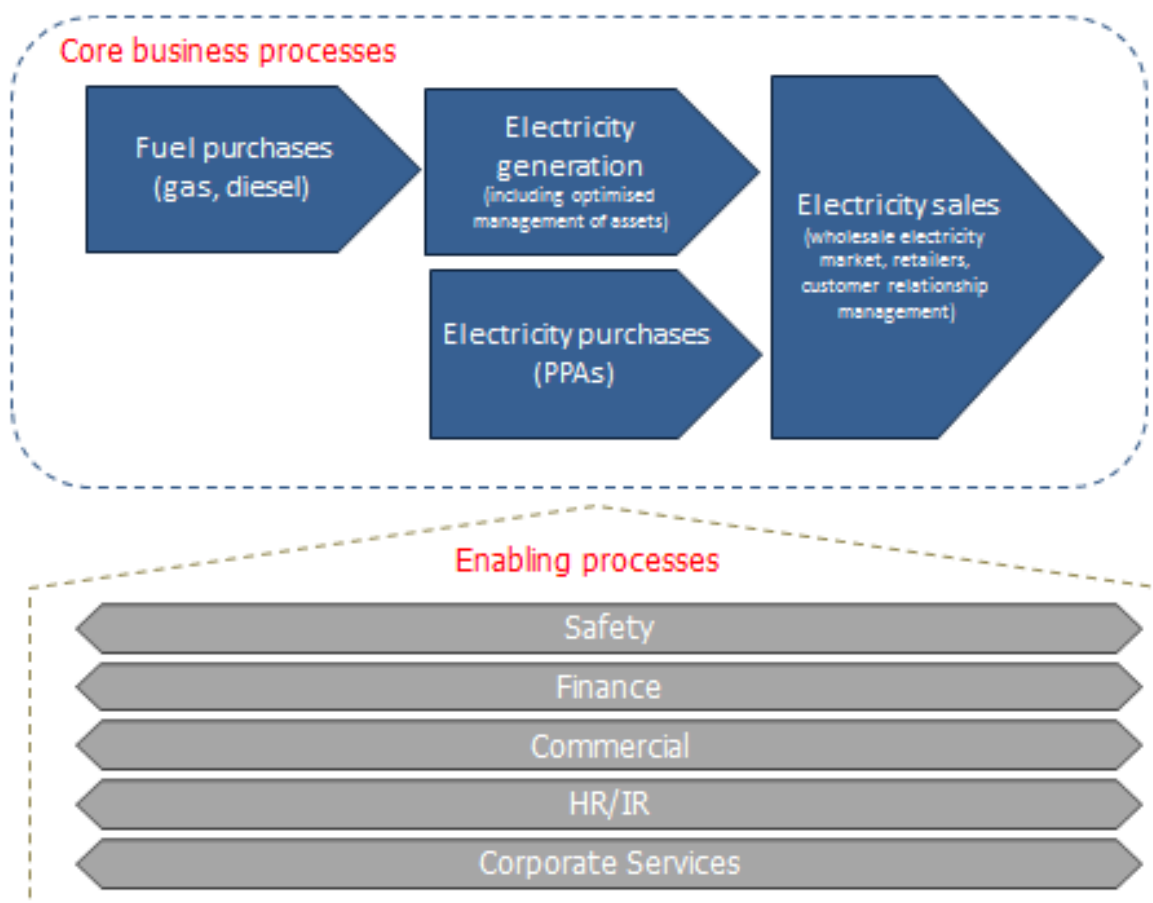 Core business processes
Fuel purchases
(gas, diesel)
Electricity
generation
(including optimised
management of assets)
Electricity purchases
(PPAs)
Electricity sales
(wholesale electricity
market, retailers,
customer relationship
management)
Enabling processes
Safety
Finance
Commercial
HR/IR
Corporate Services